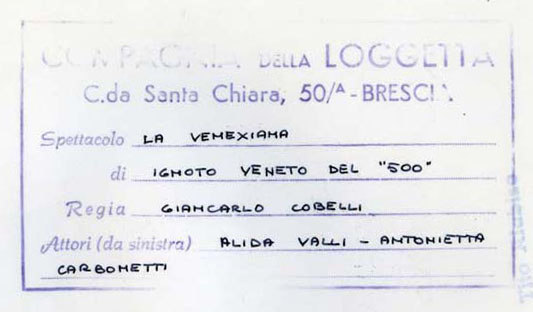 COMPAGNIA DELLA LOGGETTA
C.da Santa Chiara, 50/A - BRESCIA
Spettacolo LA VENEXIANA
di IGNOTO VENETO DEL "500"
Regia GIANCARLO COBELLI
Attori (da sinistra) ALIDA VALLI - ANTONIETTA
CARBONETTI